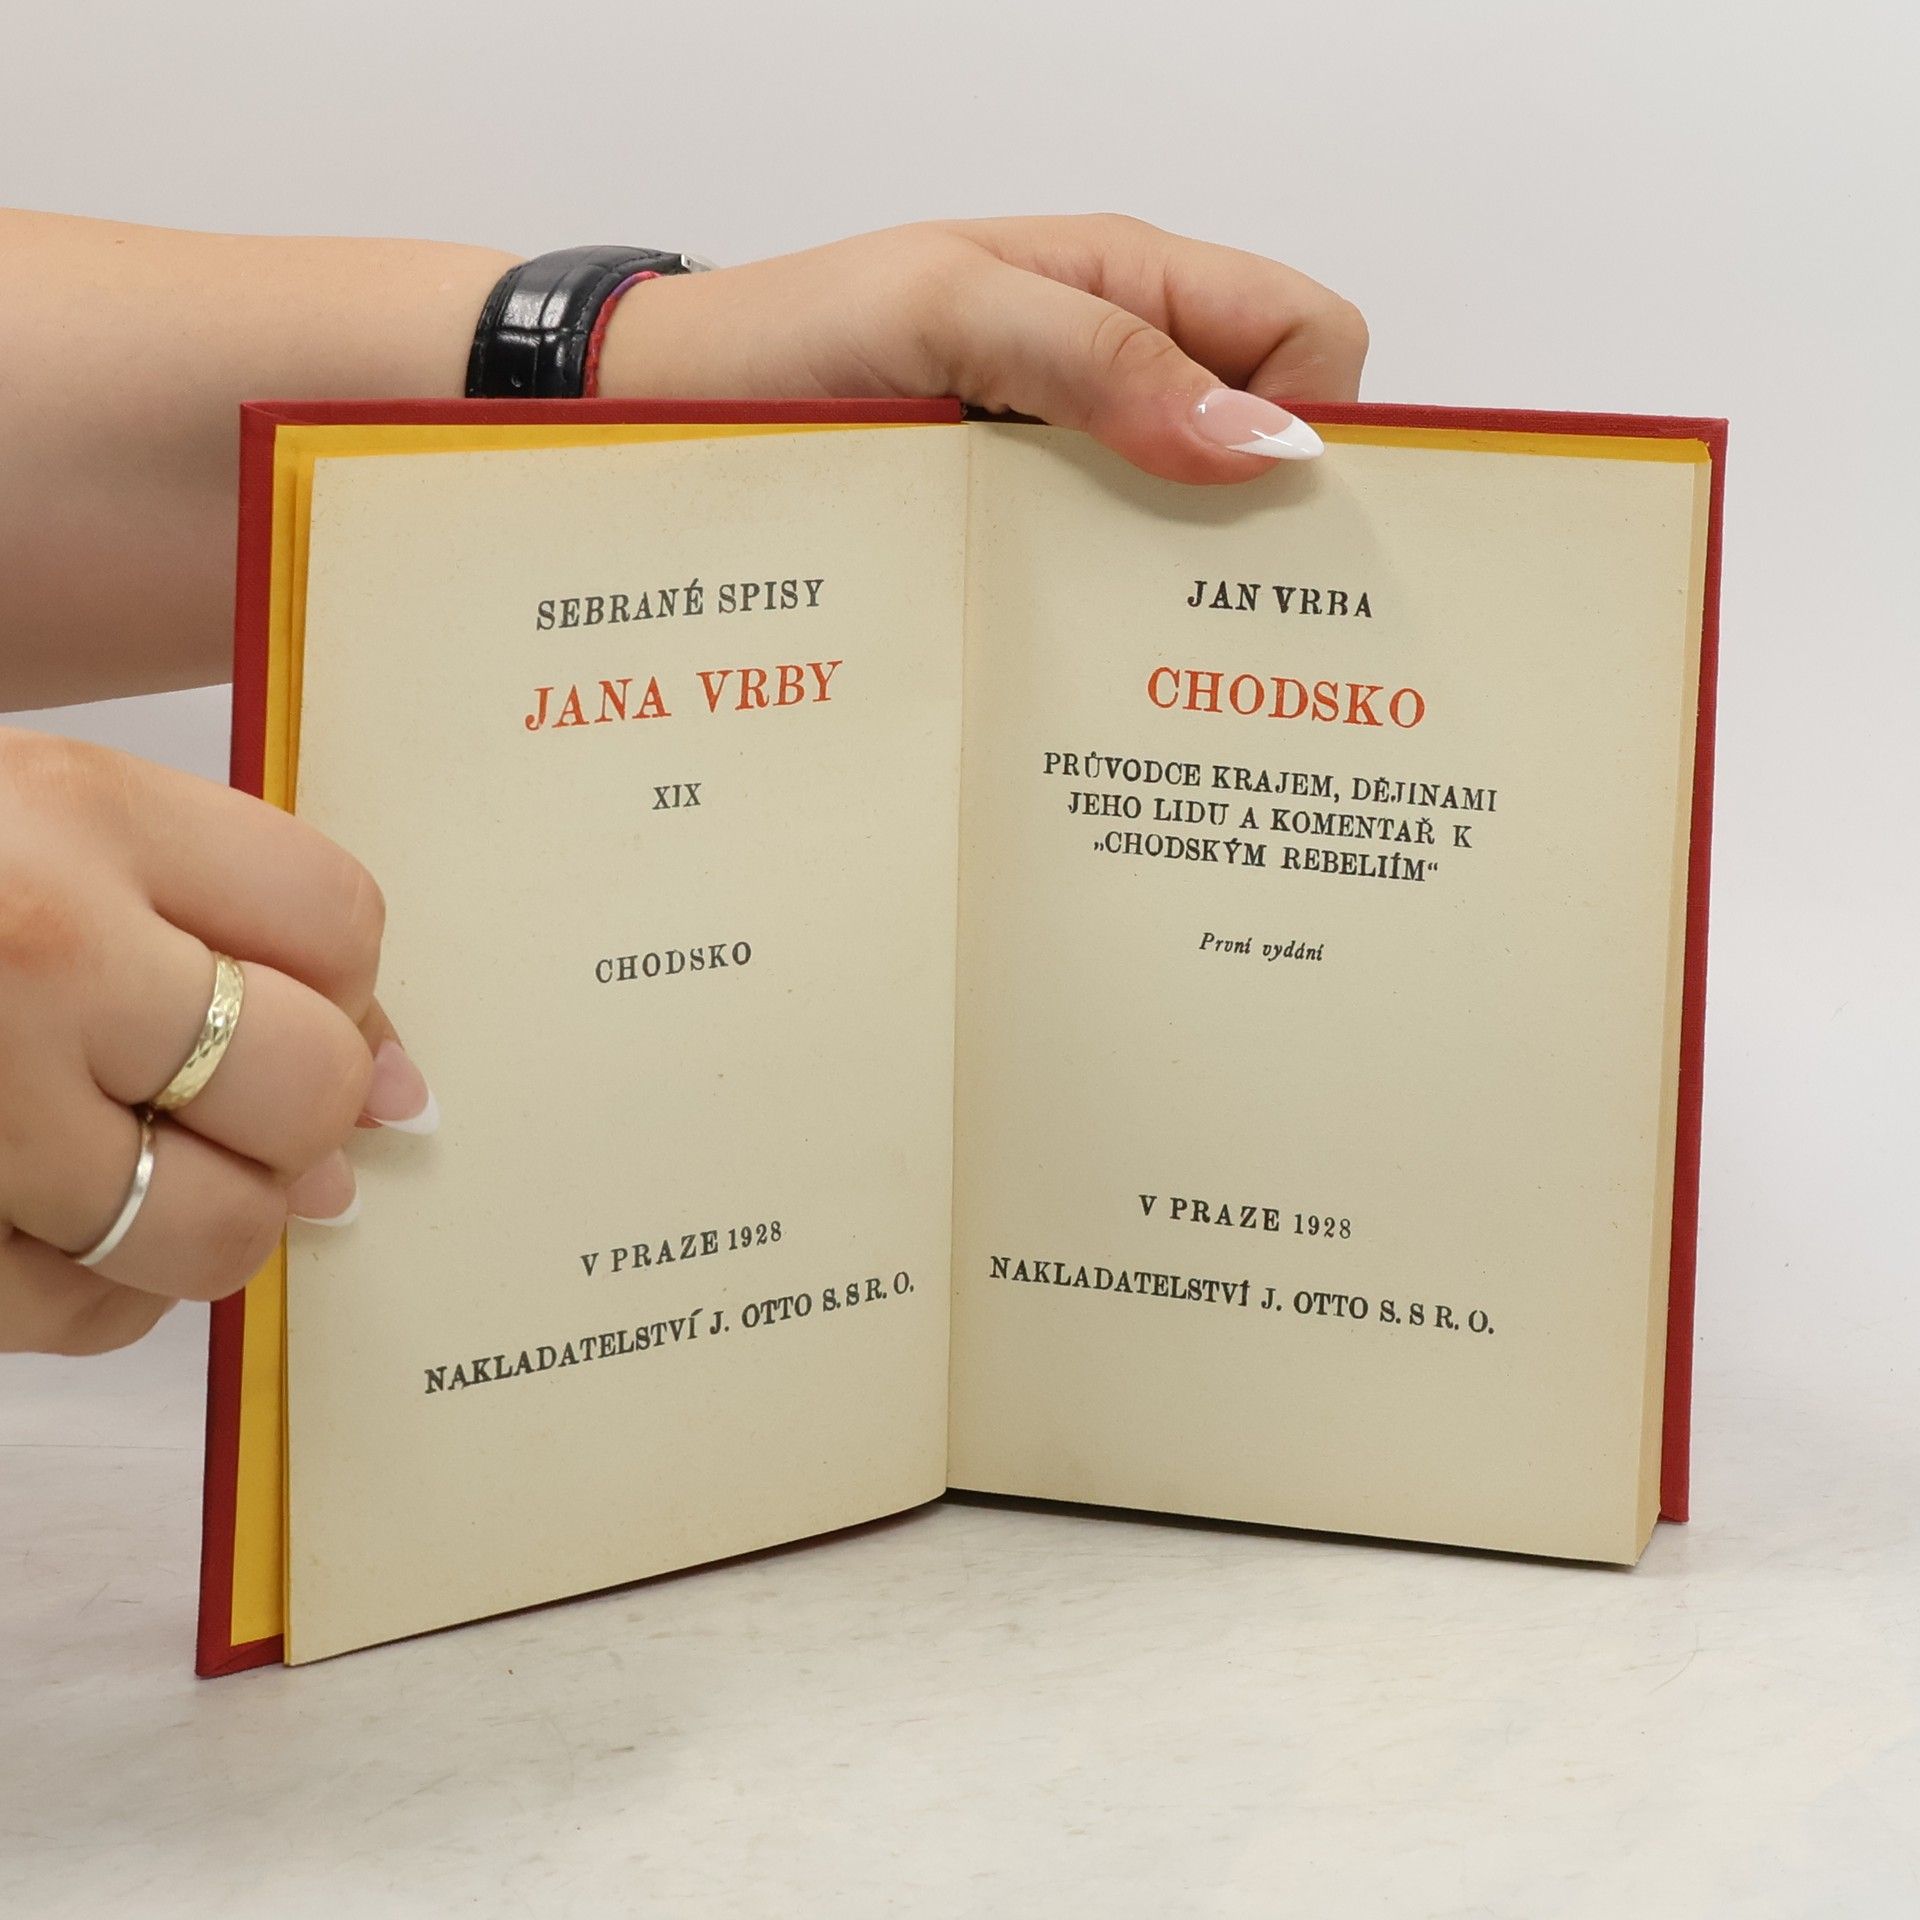 SEBRANÉ SPISY
JANA VRBY
XIX
CHODSKO
V PRAZE 1928
NAKLADATELSTVÍ J. OTTO S. S R. O.
JAN VRBA
CHODSKO
PRŮVODCE KRAJEM, DĚJINAMI
JEHO LIDU A KOMENTAŘ K
„CHODSKÝM REBELIÍM“
První vydání
V PRAZE 1928
NAKLADATELSTVÍ J. OTTO S. S R. O.